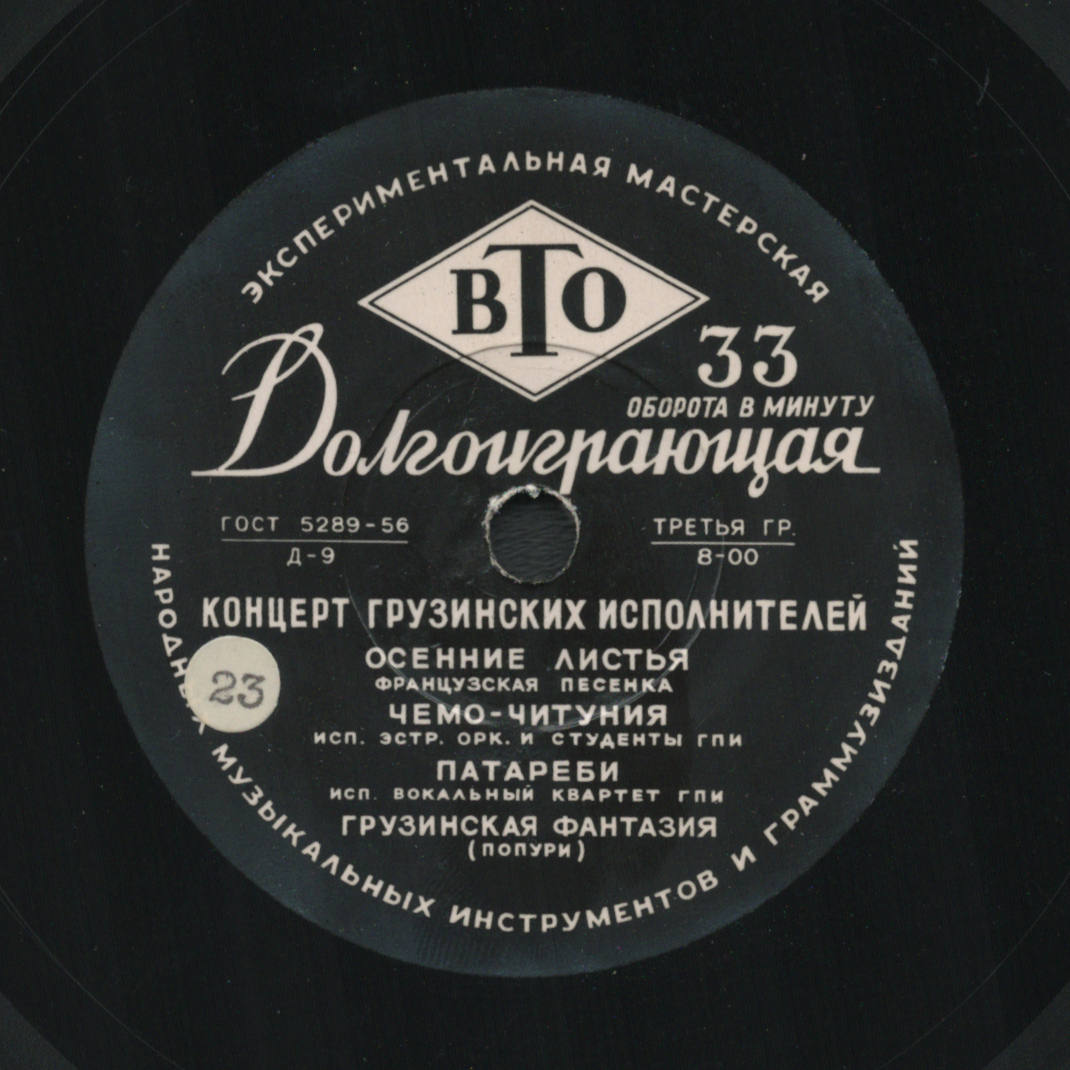 ЭКСПЕРИМЕНТАЛЬНАЯ МАСТЕРСКАЯ
ВТО
Долгоиграющая
33
ОБОРОТА В МИНУТУ
ГОСТ 5289-56
Д-9
ТРЕТЬЯ ГР.
8-00
КОНЦЕРТ ГРУЗИНСКИХ ИСПОЛНИТЕЛЕЙ
ОСЕННИЕ ЛИСТЬЯ
ФРАНЦУЗСКАЯ ПЕСЕНКА
ЧЕМО-ЧИТУНИЯ
ИСП. ЭСТР. ОРК. И СТУДЕНТЫ ГПИ
ПАТАРЕБИ
ИСП. ВОКАЛЬНЫЙ КВАРТЕТ ГПИ
ГРУЗИНСКАЯ ФАНТАЗИЯ
(ПОПУРИ)
23
НАРОДНЫХ МУЗЫКАЛЬНЫХ ИНСТРУМЕНТОВ И ГРАММУЗИЗДАНИЙ